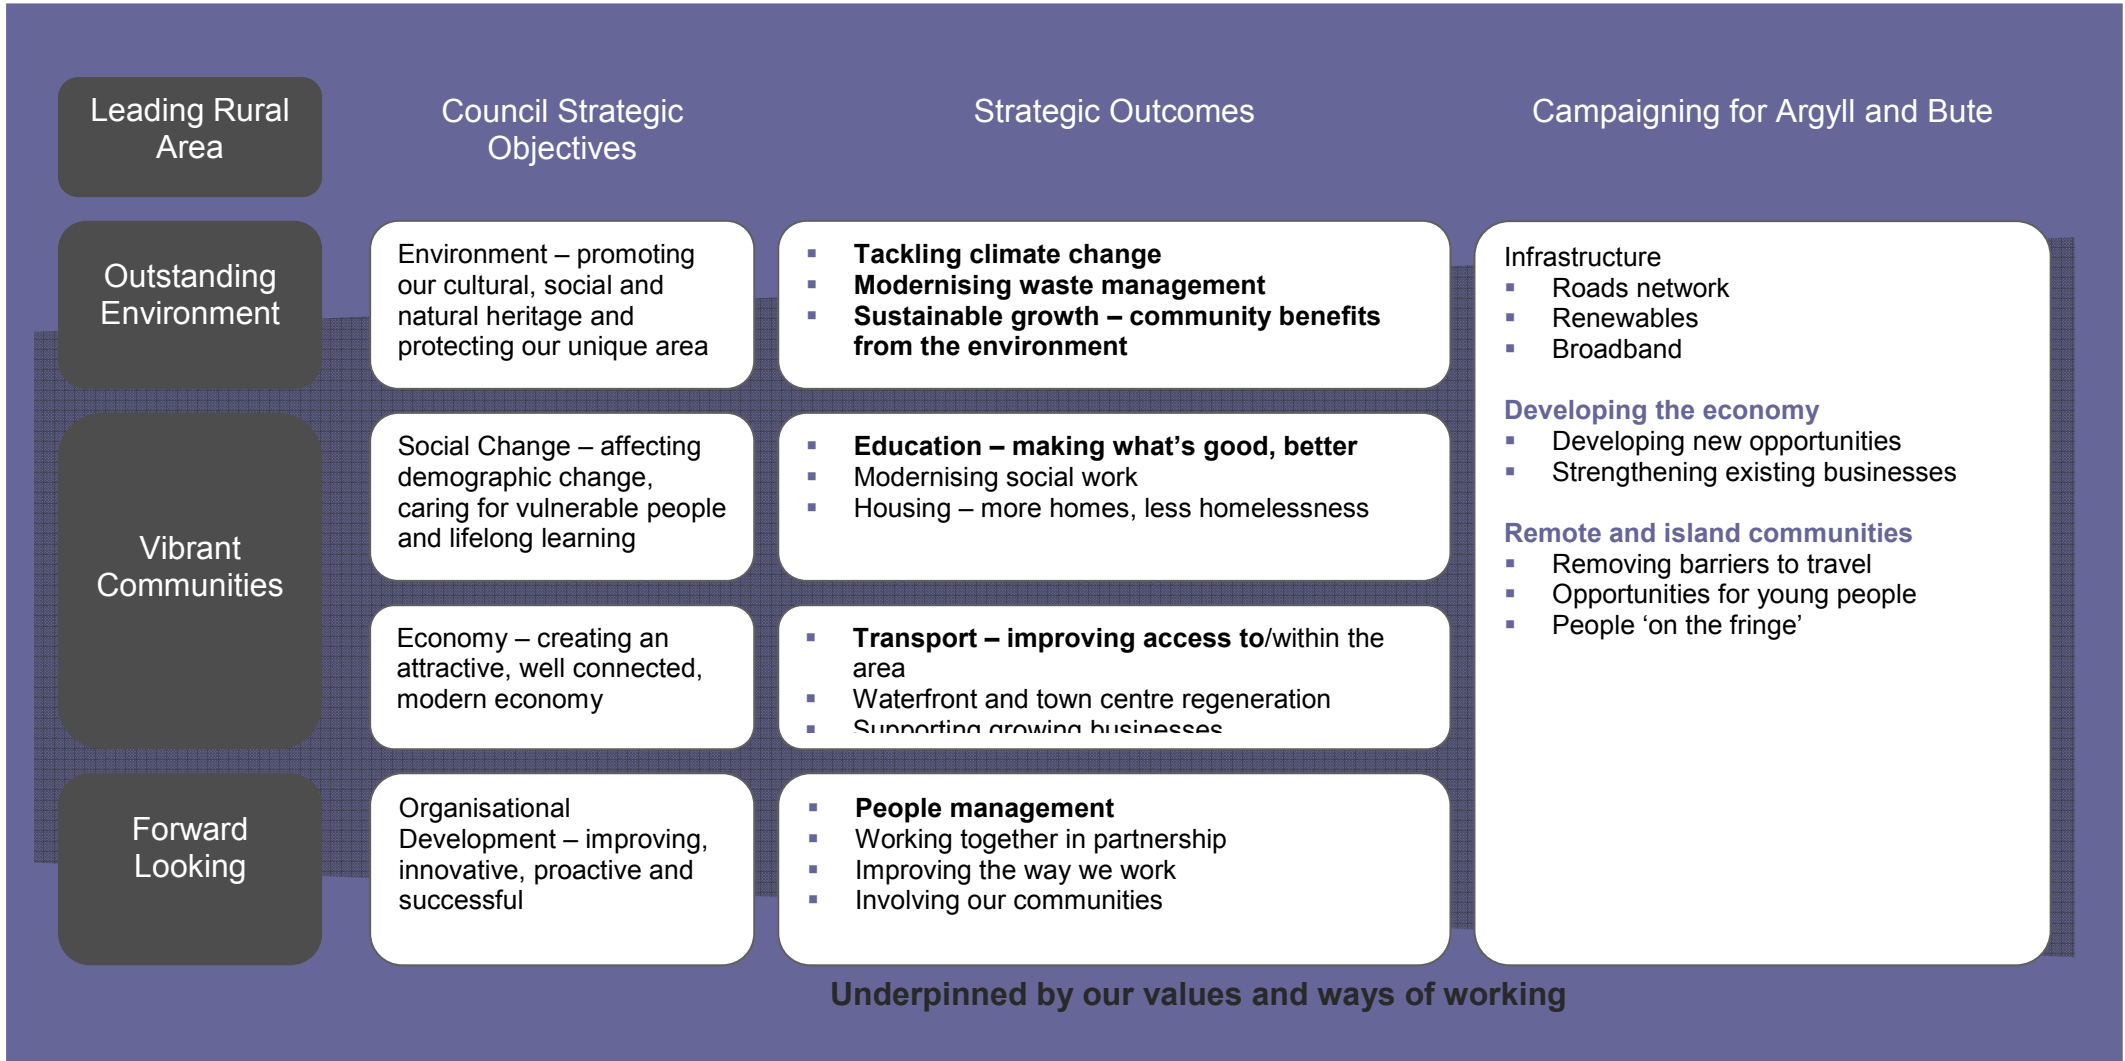 Leading Rural
Area
Council Strategic
Objectives
Strategic Outcomes
Campaigning for Argyll and Bute
Outstanding
Environment
Environment – promoting
our cultural, social and
natural heritage and
protecting our unique area
▪ Tackling climate change
▪ Modernising waste management
▪ Sustainable growth – community benefits
from the environment
Vibrant
Communities
Social Change – affecting
demographic change,
caring for vulnerable people
and lifelong learning
▪ Education – making what’s good, better
▪ Modernising social work
▪ Housing – more homes, less homelessness
Economy – creating an
attractive, well connected,
modern economy
▪ Transport – improving access to/within the
area
▪ Waterfront and town centre regeneration
▪ Supporting growing businesses
Forward
Looking
Organisational
Development – improving,
innovative, proactive and
successful
▪ People management
▪ Working together in partnership
▪ Improving the way we work
▪ Involving our communities
Infrastructure
▪ Roads network
▪ Renewables
▪ Broadband
Developing the economy
▪ Developing new opportunities
▪ Strengthening existing businesses
Remote and island communities
▪ Removing barriers to travel
▪ Opportunities for young people
▪ People ‘on the fringe’
Underpinned by our values and ways of working